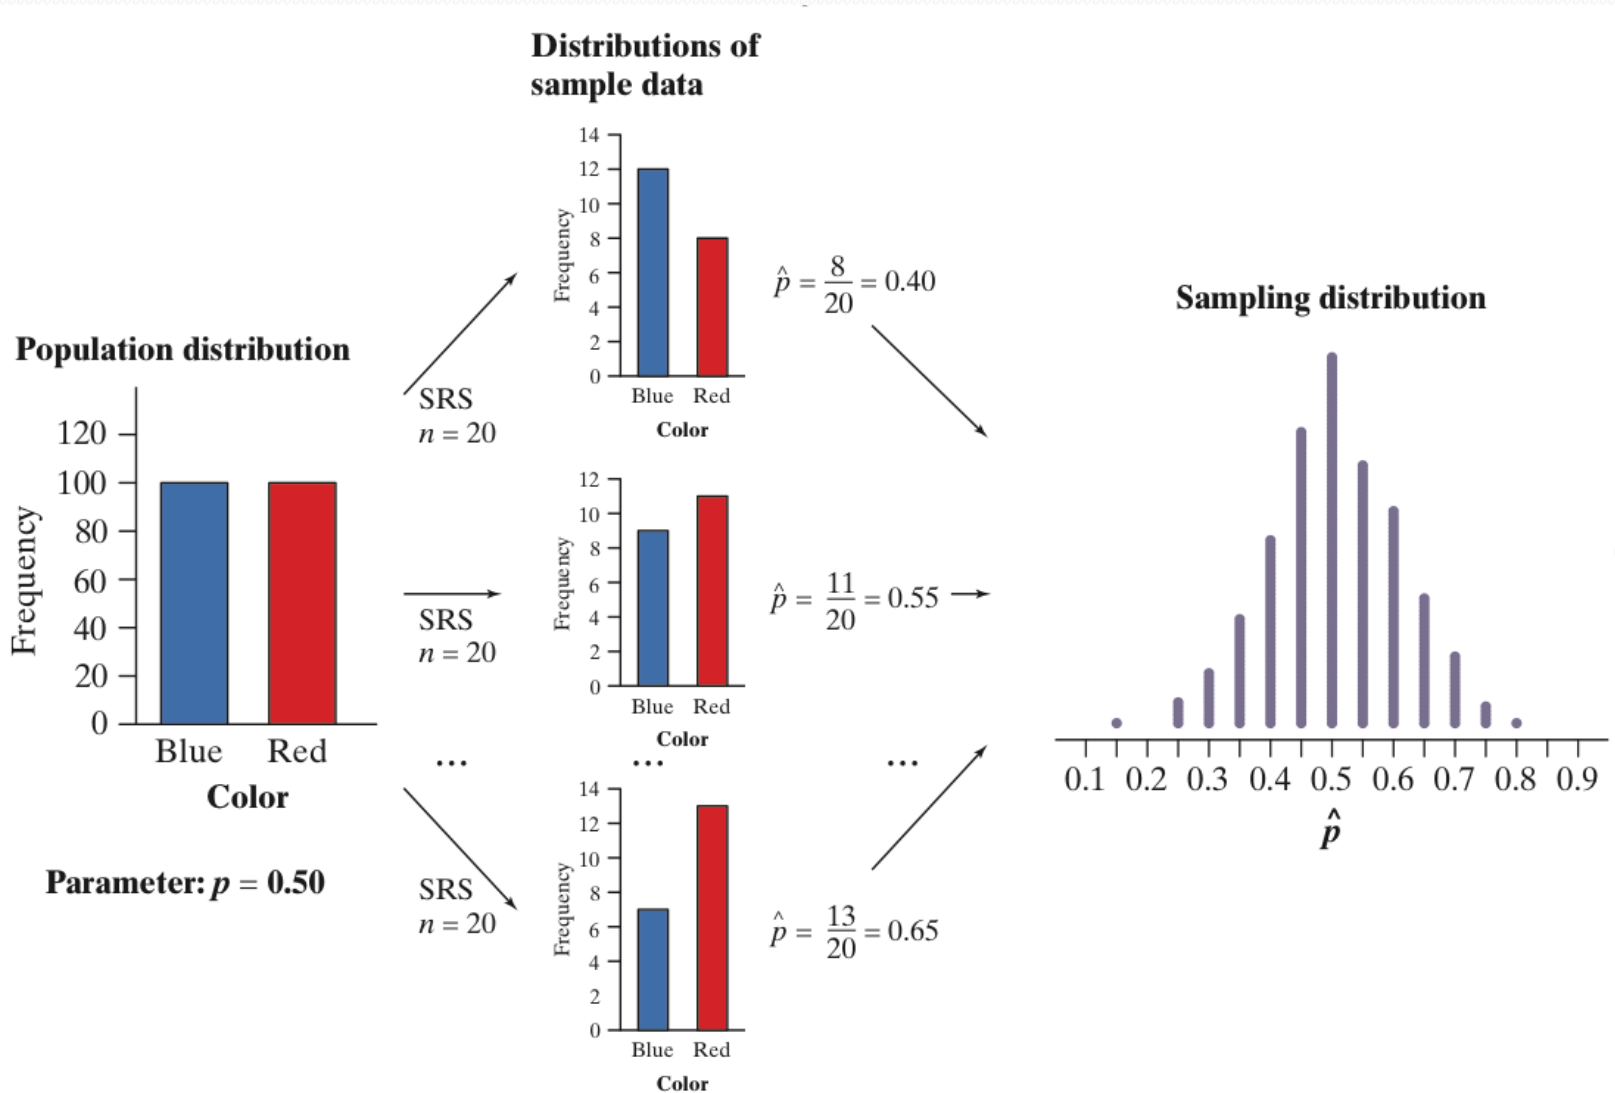 Distributions of
sample data
14
12
10
8
6
4
2
0
Frequency
Blue Red
Color
p̂ = 8/20 = 0.40
Sampling distribution
Population distribution
120
100
80
60
40
20
0
Frequency
Blue Red
Color
Parameter: p = 0.50
SRS
n = 20
12
10
8
6
4
2
0
Frequency
Blue Red
Color
SRS
n = 20
p̂ = 11/20 = 0.55
...
...
...
14
12
10
8
6
4
2
0
Frequency
Blue Red
Color
SRS
n = 20
p̂ = 13/20 = 0.65
0.1 0.2 0.3 0.4 0.5 0.6 0.7 0.8 0.9
p̂